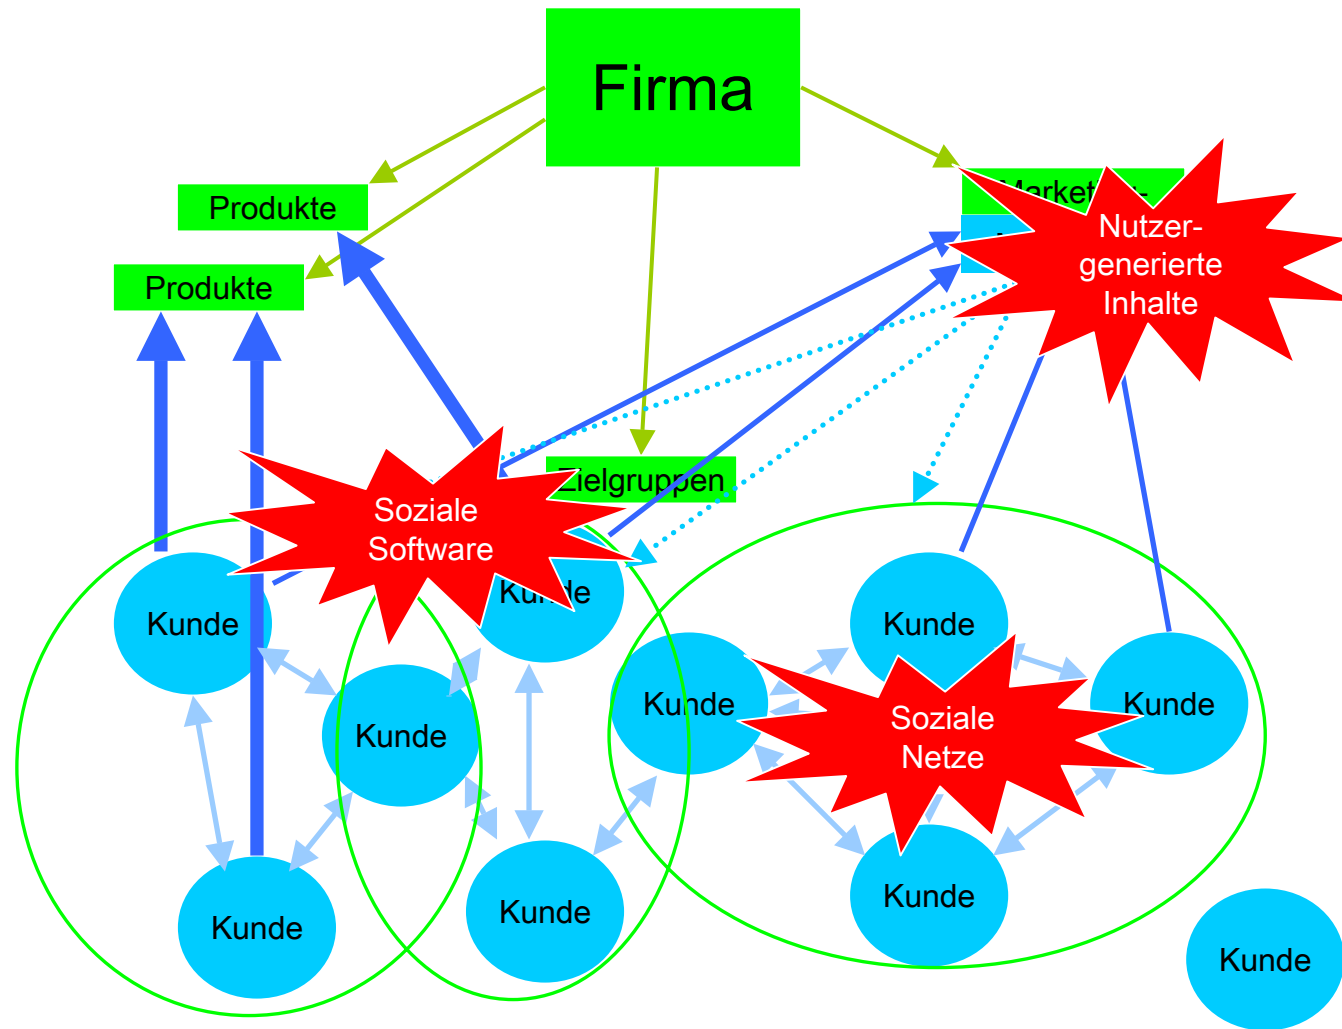 Firma
Produkte
Produkte
Nutzer-
generierte
Inhalte
Zielgruppen
Soziale
Software
Kunde
Kunde
Kunde
Kunde
Kunde
Kunde
Soziale
Netze
Kunde
Kunde
Kunde
Kunde
Kunde